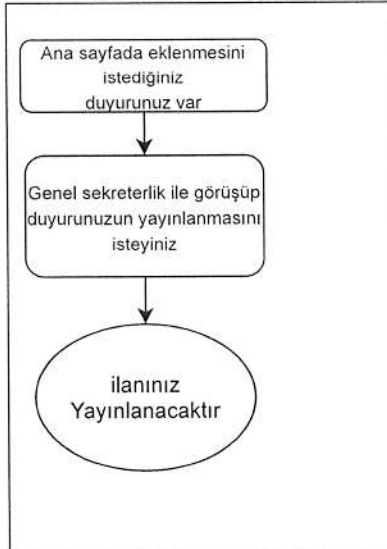 Ana sayfada eklenmesini
istediğiniz
duyurunuz var
Genel sekreterlik ile görüşüp
duyurunuzun yayınlanmasını
isteyiniz
ilanınız
Yayınlanacaktır